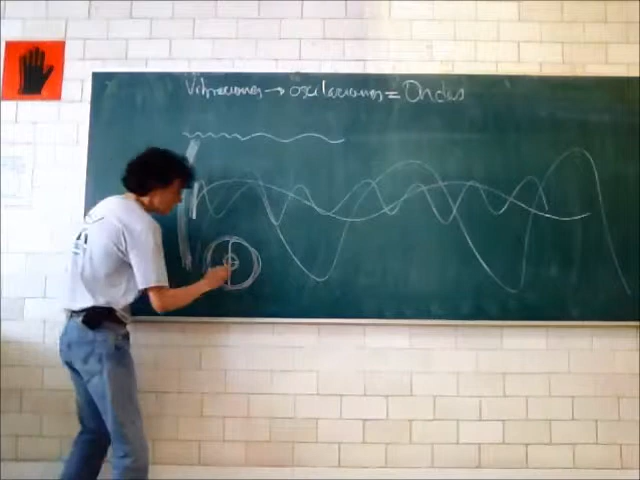 Vibraciones → oscilaciones = Ondas